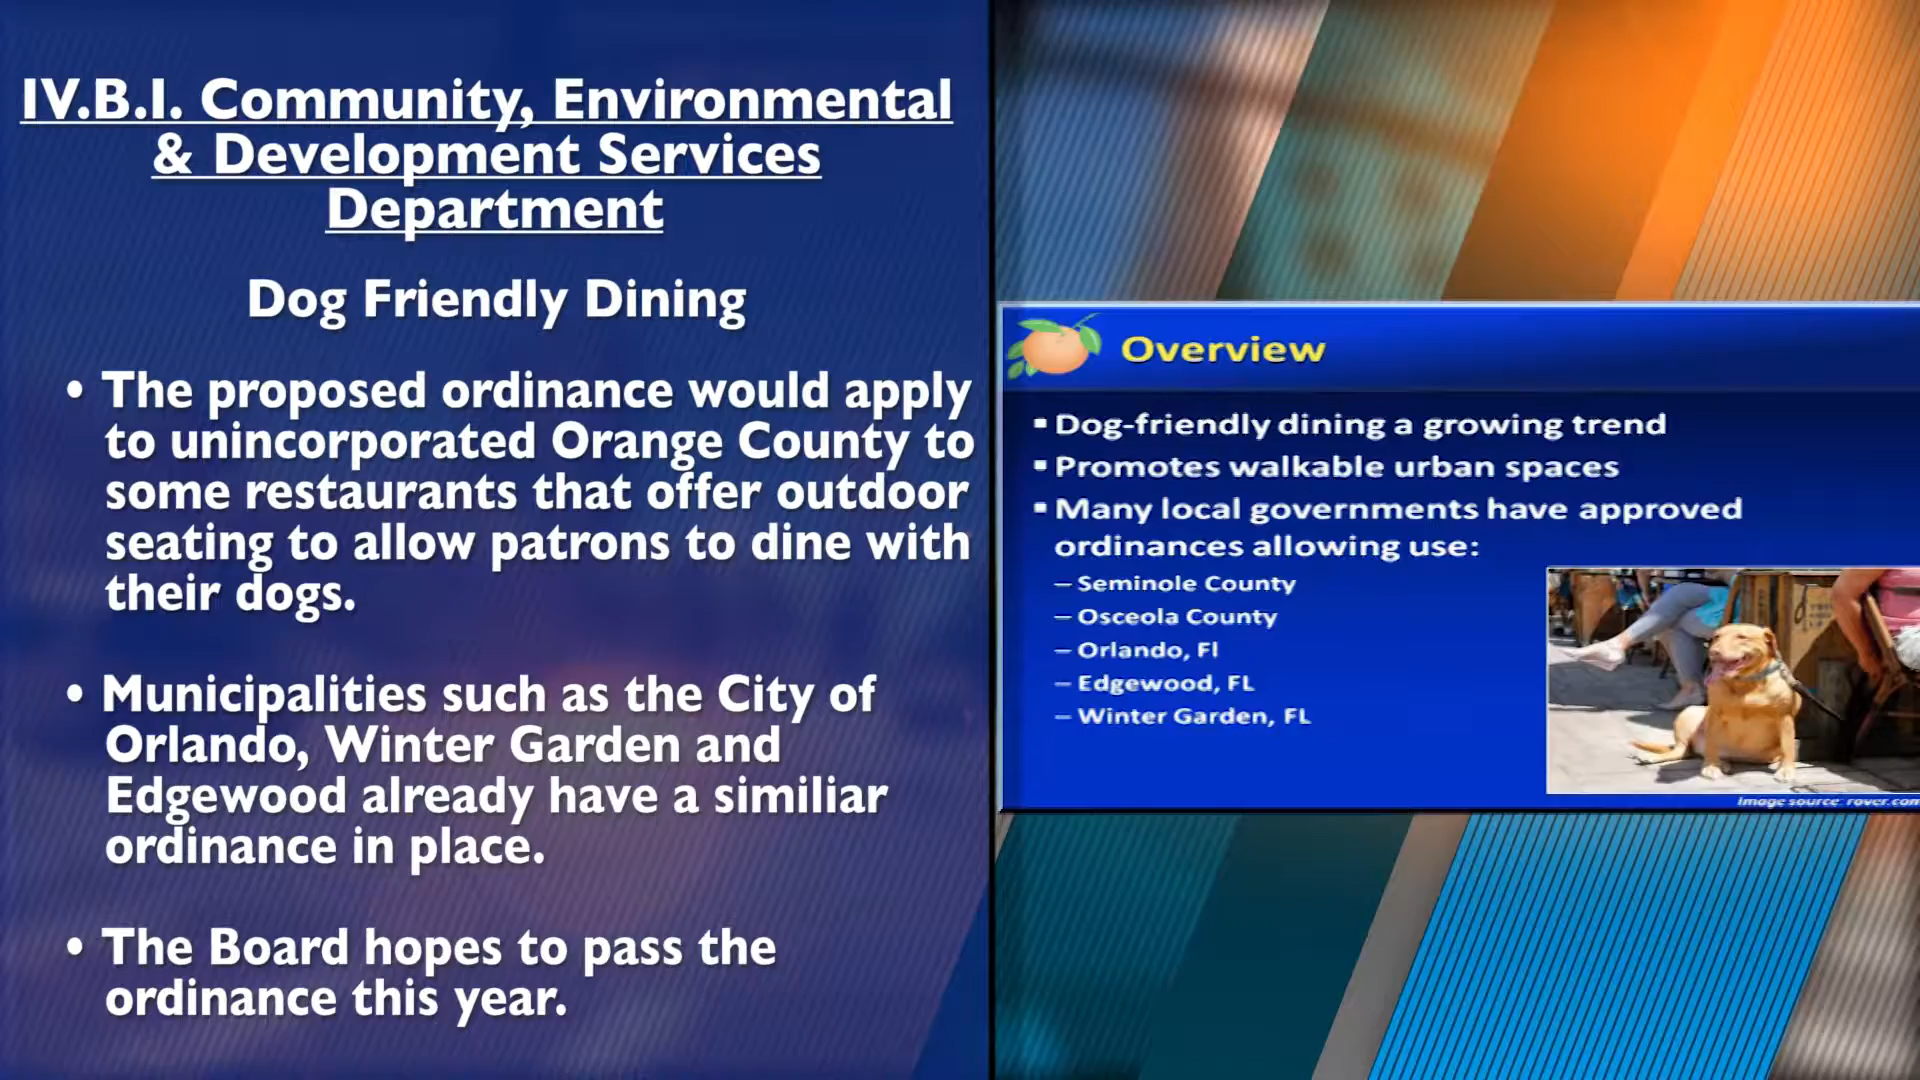 IV.B.I. Community, Environmental
& Development Services
Department
Dog Friendly Dining
• The proposed ordinance would apply
to unincorporated Orange County to
some restaurants that offer outdoor
seating to allow patrons to dine with
their dogs.
• Municipalities such as the City of
Orlando, Winter Garden and
Edgewood already have a similiar
ordinance in place.
• The Board hopes to pass the
ordinance this year.
Overview
▪ Dog-friendly dining a growing trend
▪ Promotes walkable urban spaces
▪ Many local governments have approved
ordinances allowing use:
– Seminole County
– Osceola County
– Orlando, Fl
– Edgewood, FL
– Winter Garden, FL
Image source: rover.com